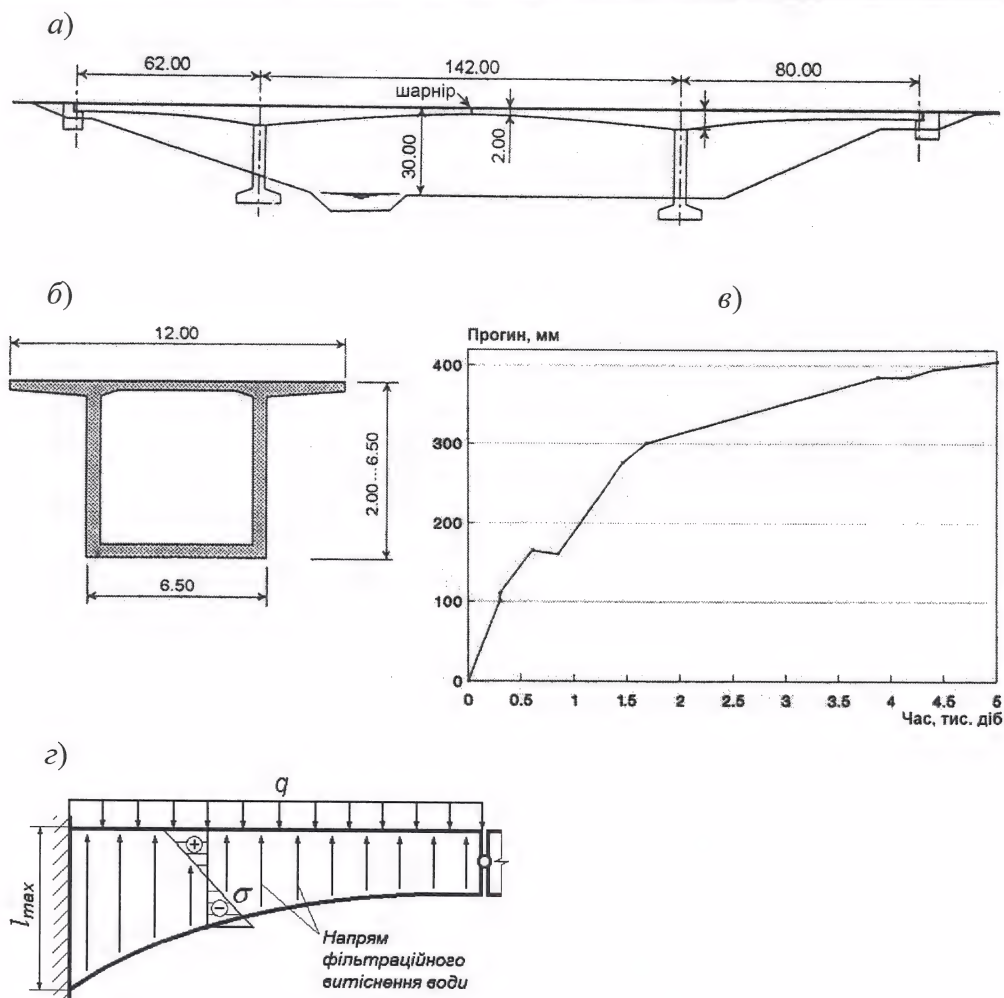 а)
62.00
142.00
80.00
шарнір
30.00
2.00
б)
12.00
2.00...6.50
6.50
в)
Прогин, мм
400
300
200
100
0
0 0.5 1 1.5 2 2.5 3 3.5 4 4.5 5
Час, тис. діб
г)
q
l max
+
σ
−
Напрям
фільтраційного
витіснення води